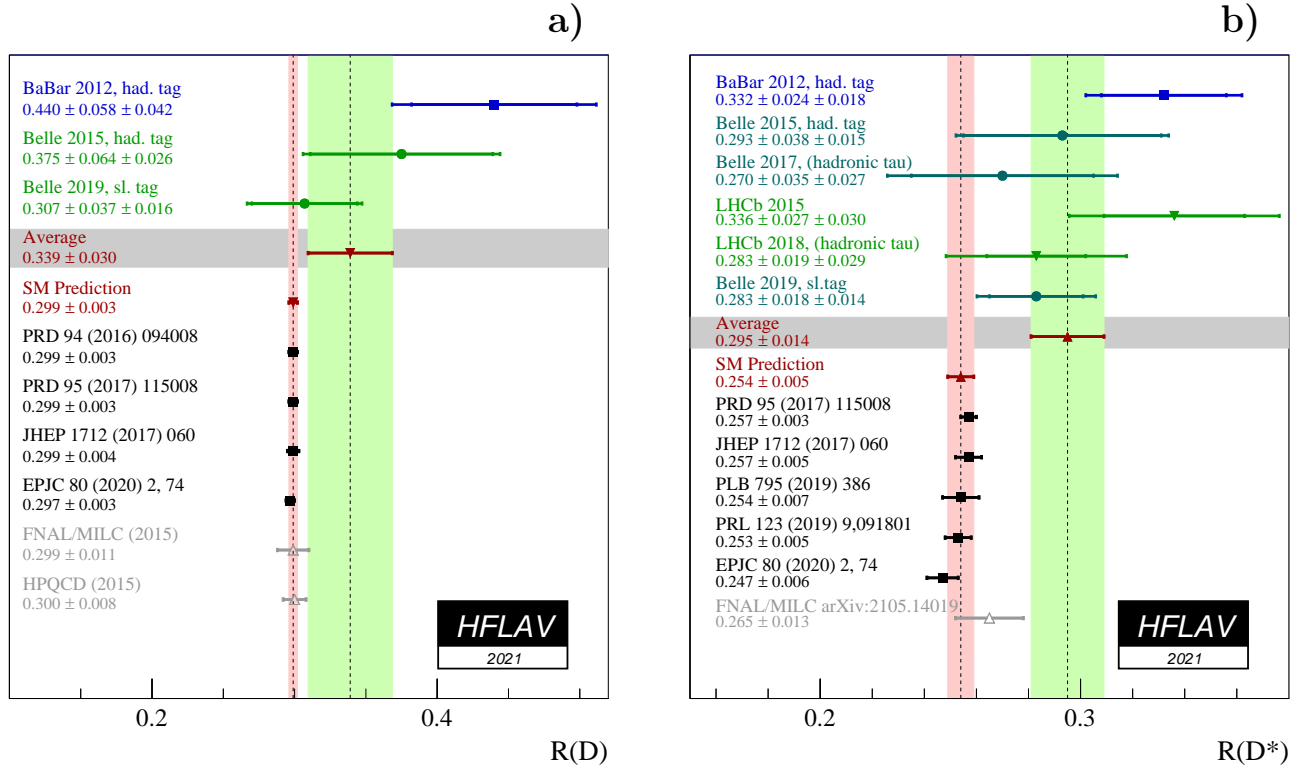 a)
BaBar 2012, had. tag
0.440 ± 0.058 ± 0.042
Belle 2015, had. tag
0.375 ± 0.064 ± 0.026
Belle 2019, sl. tag
0.307 ± 0.037 ± 0.016
Average
0.339 ± 0.030
SM Prediction
0.299 ± 0.003
PRD 94 (2016) 094008
0.299 ± 0.003
PRD 95 (2017) 115008
0.299 ± 0.003
JHEP 1712 (2017) 060
0.299 ± 0.004
EPJC 80 (2020) 2, 74
0.297 ± 0.003
FNAL/MILC (2015)
0.299 ± 0.011
HPQCD (2015)
0.300 ± 0.008
HFLAV
2021
0.2 0.4
R(D)
b)
BaBar 2012, had. tag
0.332 ± 0.024 ± 0.018
Belle 2015, had. tag
0.293 ± 0.038 ± 0.015
Belle 2017, (hadronic tau)
0.270 ± 0.035 ± 0.027
LHCb 2015
0.336 ± 0.027 ± 0.030
LHCb 2018, (hadronic tau)
0.283 ± 0.019 ± 0.029
Belle 2019, sl.tag
0.283 ± 0.018 ± 0.014
Average
0.295 ± 0.014
SM Prediction
0.254 ± 0.005
PRD 95 (2017) 115008
0.257 ± 0.003
JHEP 1712 (2017) 060
0.257 ± 0.005
PLB 795 (2019) 386
0.254 ± 0.007
PRL 123 (2019) 9,091801
0.253 ± 0.005
EPJC 80 (2020) 2, 74
0.247 ± 0.006
FNAL/MILC arXiv:2105.14019
0.265 ± 0.013
HFLAV
2021
0.2 0.3
R(D*)